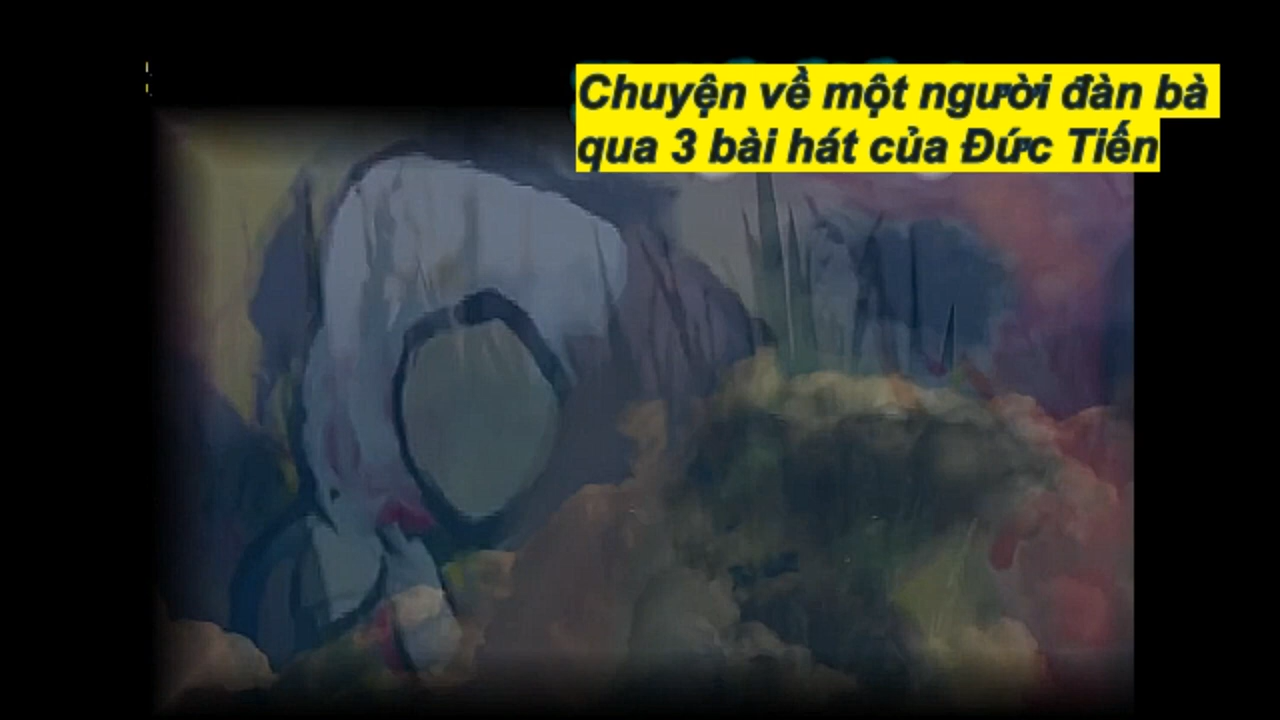 Chuyện về một người đàn bà
qua 3 bài hát của Đức Tiến